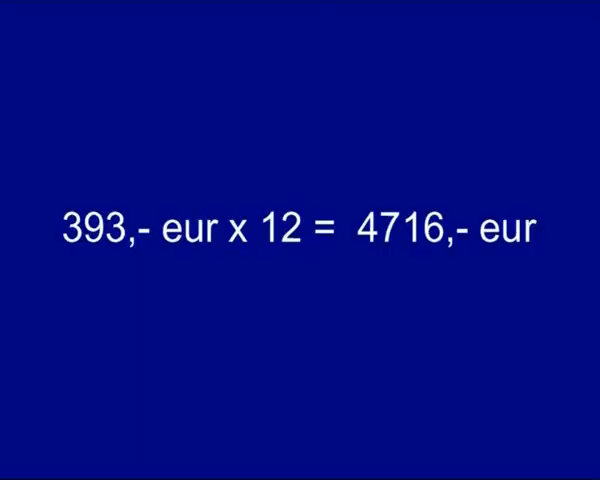 393,- eur x 12 = 4716,- eur